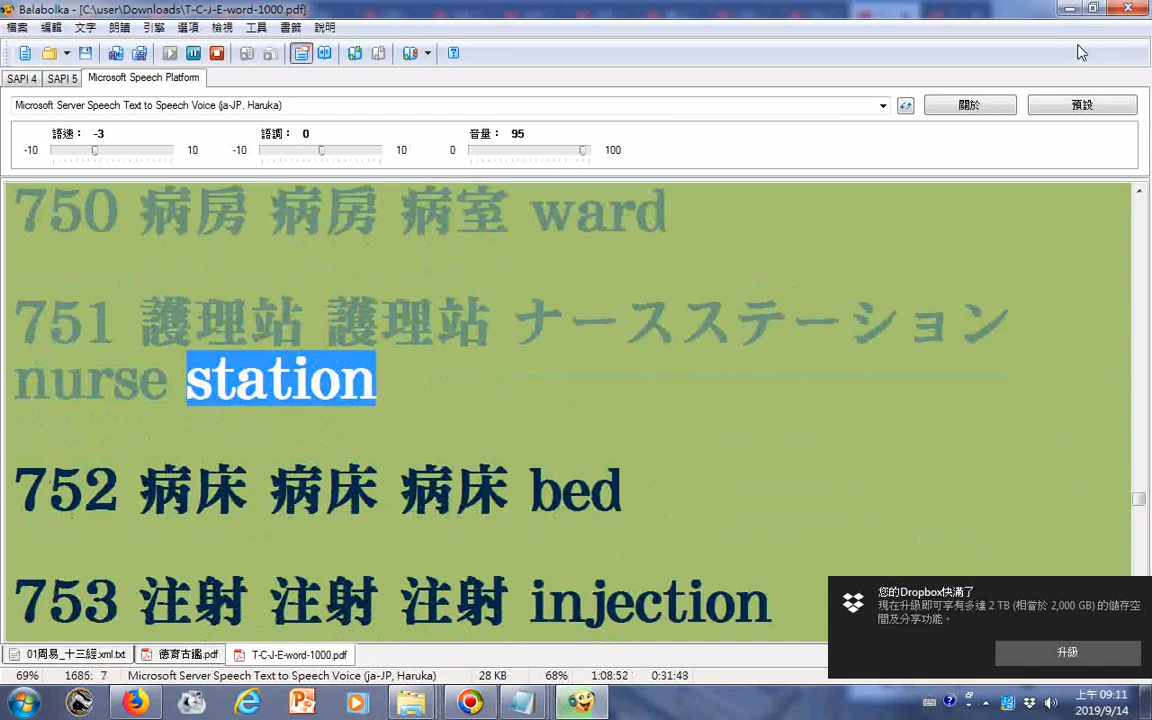 Balabolka - [C:\user\Downloads\T-C-J-E-word-1000.pdf]
檔案 編輯 文字 朗讀 引擎 選項 檢視 工具 書籤 說明
SAPI 4 SAPI 5 Microsoft Speech Platform
Microsoft Server Speech Text to Speech Voice (ja-JP, Haruka) 關於 預設
語速： -3 語調： 0 音量： 95
-10 10 -10 10 0 100
750 病房 病房 病室 ward
751 護理站 護理站 ナースステーション
nurse station
752 病床 病床 病床 bed
753 注射 注射 注射 injection
您的Dropbox快滿了
現在升級即可享有多達 2 TB (相當於 2,000 GB) 的儲存空
間及分享功能。
升級
01周易_十三經.xml.txt 德育古鑑.pdf T-C-J-E-word-1000.pdf
69% 1685: 7 Microsoft Server Speech Text to Speech Voice (ja-JP, Haruka) 28 KB 68% 1:08:52 0:31:48
上午 09:11
2019/9/14